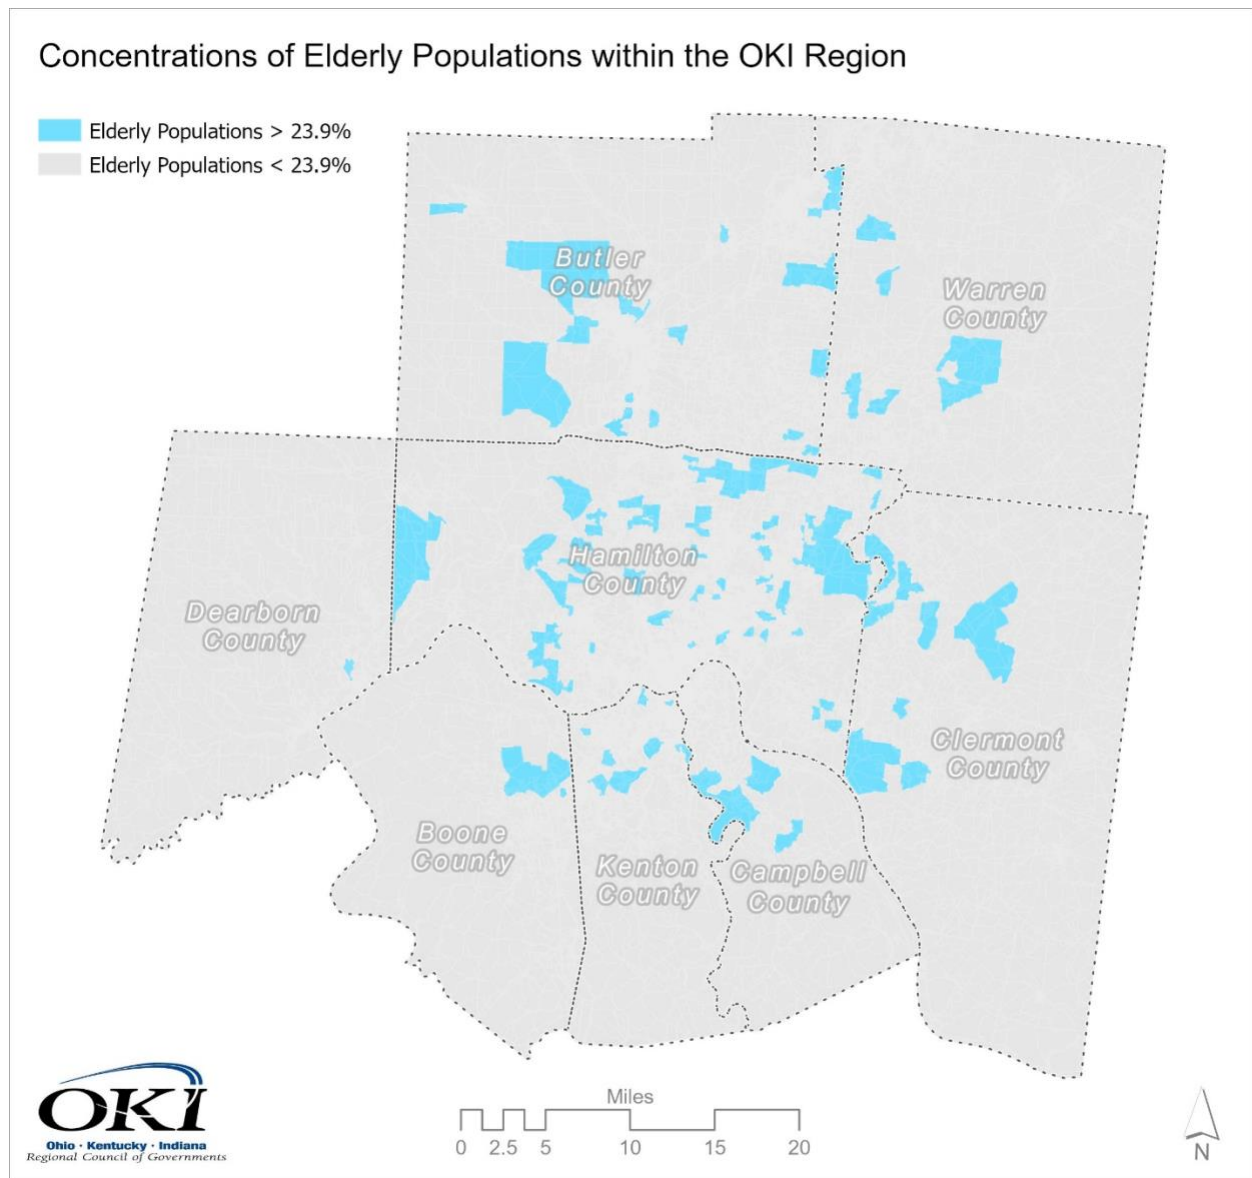 Concentrations of Elderly Populations within the OKI Region
Elderly Populations > 23.9%
Elderly Populations < 23.9%
Butler
County
Warren
County
Hamilton
County
Dearborn
County
Clermont
County
Boone
County
Kenton
County
Campbell
County
OKI
Ohio · Kentucky · Indiana
Regional Council of Governments
Miles
0 2.5 5 10 15 20
N